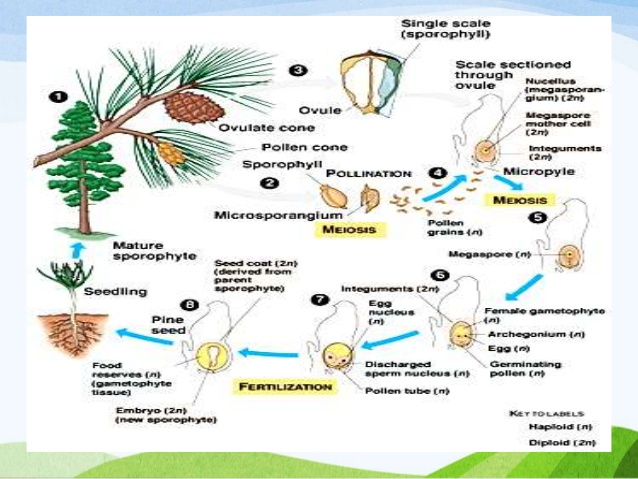 Single scale
(sporophyll)
3
Scale sectioned
through
ovule
Nucellus
(megasporan-
gium) (2n)
1
Ovule
Megaspore
mother cell
(2n)
Ovulate cone
Integuments
(2n)
Pollen cone
Sporophyll
POLLINATION
4
Micropyle
2
MEIOSIS
Microsporangium
MEIOSIS
5
Pollen
grains (n)
Mature
sporophyte
Megaspore (n)
Seed coat (2n)
(derived from
parent
sporophyte)
6
Integuments (2n)
Seedling
8
7
Egg
nucleus
(n)
Female gametophyte
(n)
Pine
seed
Archegonium (n)
Egg (n)
Food
reserves (n)
(gametophyte
tissue)
Discharged
sperm nucleus (n)
Germinating
pollen (n)
FERTILIZATION
Pollen tube (n)
Embryo (2n)
(new sporophyte)
KEY TO LABELS
Haploid (n)
Diploid (2n)